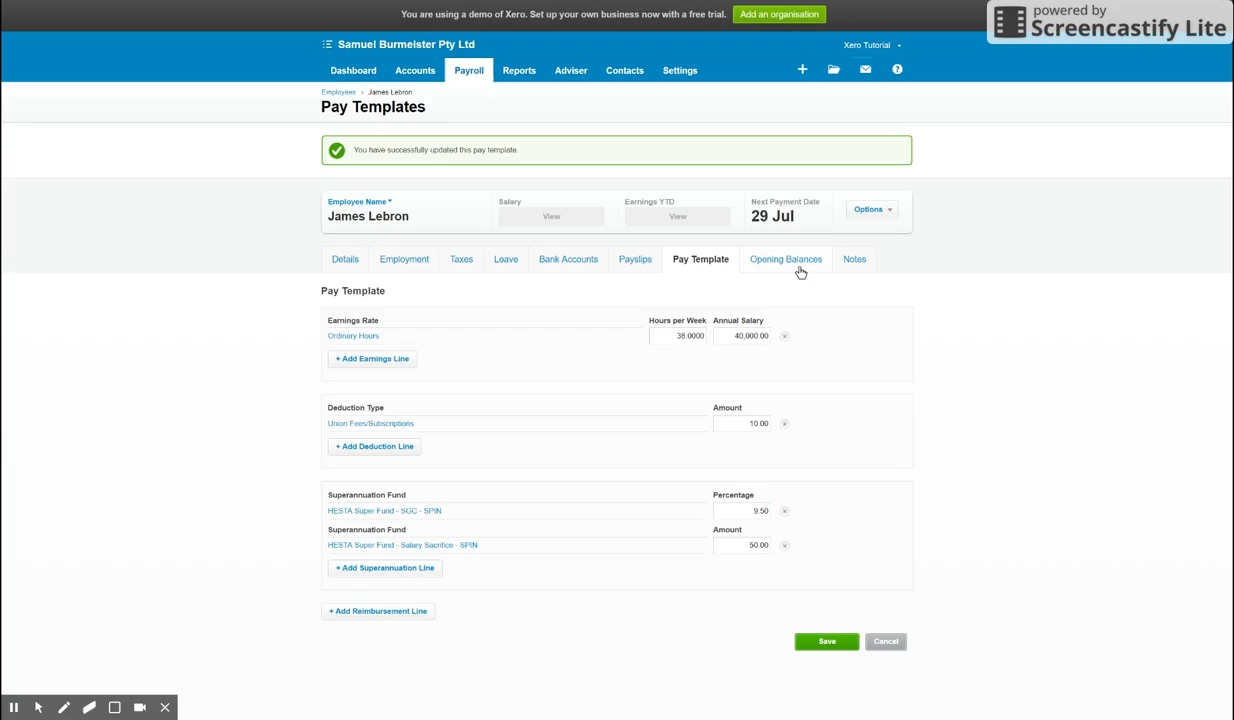 You are using a demo of Xero. Set up your own business now with a free trial. Add an organisation
powered by
Screencastify Lite
Samuel Burmeister Pty Ltd
Xero Tutorial
Dashboard Accounts Payroll Reports Adviser Contacts Settings
Employees › James Lebron
Pay Templates
You have successfully updated this pay template.
Employee Name * Salary Earnings YTD Next Payment Date
James Lebron View View 29 Jul Options
Details Employment Taxes Leave Bank Accounts Payslips Pay Template Opening Balances Notes
Pay Template
Earnings Rate Hours per Week Annual Salary
Ordinary Hours 38.0000 40,000.00
+ Add Earnings Line
Deduction Type Amount
Union Fees/Subscriptions 10.00
+ Add Deduction Line
Superannuation Fund Percentage
HESTA Super Fund - SGC - SPIN 9.50
Superannuation Fund Amount
HESTA Super Fund - Salary Sacrifice - SPIN 50.00
+ Add Superannuation Line
+ Add Reimbursement Line
Save Cancel